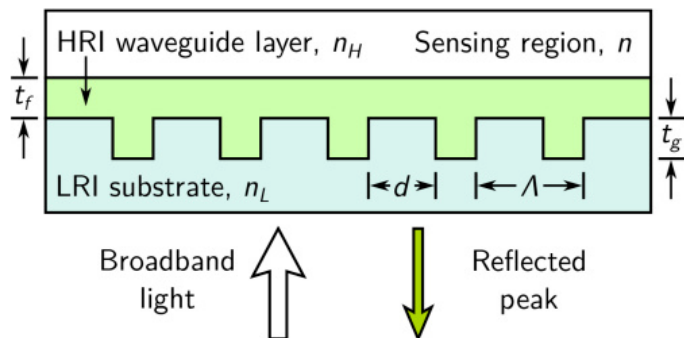 HRI waveguide layer, n_H
Sensing region, n
t_f
t_g
LRI substrate, n_L
d
Λ
Broadband
light
Reflected
peak